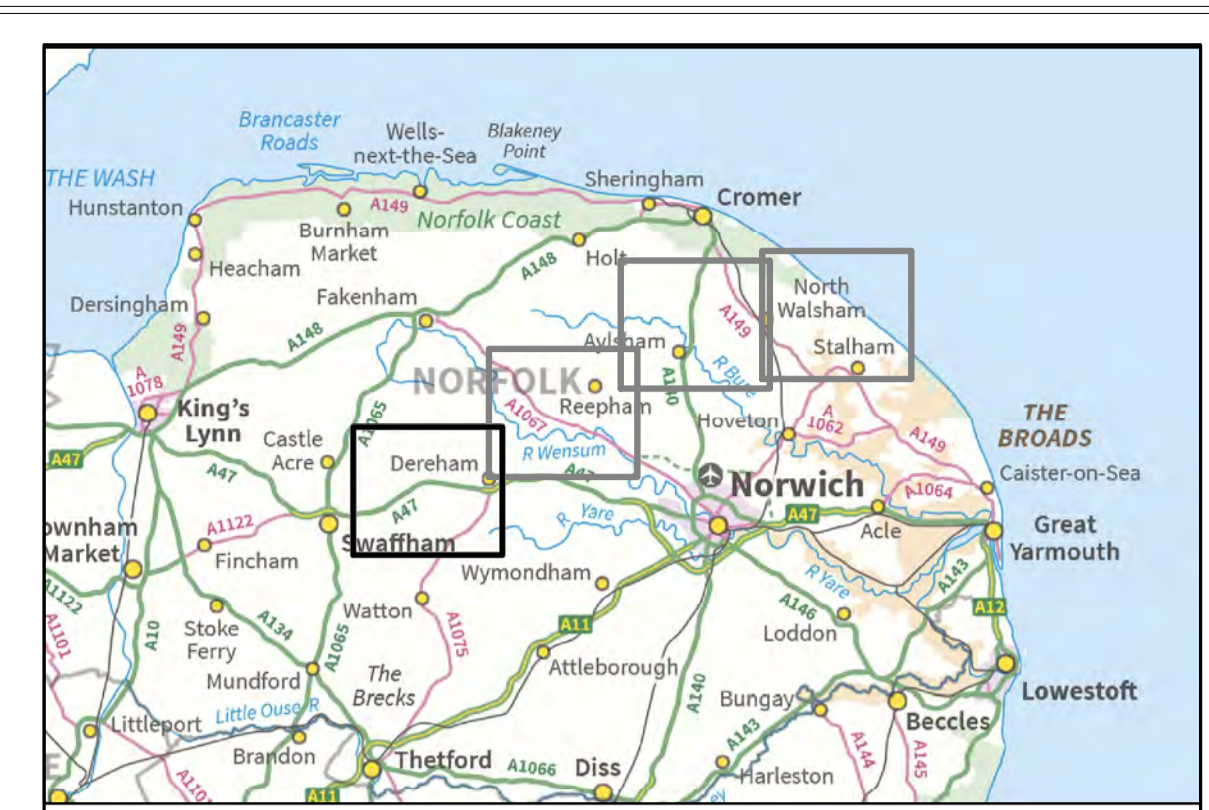 Brancaster
Roads
Wells-
next-the-Sea
Blakeney
Point
THE WASH
Sheringham
Cromer
Hunstanton
A149
Norfolk Coast
Burnham
Market
Holt
A148
Heacham
Fakenham
North
Walsham
Dersingham
A149
A148
A149
Aylsham
Stalham
A
1078
NORFOLK
R Bure
A140
A1065
Reepham
A1067
King's
Lynn
Hoveton
A
1062
THE
BROADS
A149
Castle
Acre
R Wensum
A47
A47
Dereham
A47
Caister-on-Sea
Norwich
A1064
A47
R Yare
A47
Acle
Great
Yarmouth
ownham
Market
A1122
Swaffham
Fincham
Wymondham
R Yare
A143
A1122
A146
A12
Watton
A11
Loddon
Stoke
Ferry
A134
A1065
A1075
A10
A1101
Attleborough
Mundford
The
Brecks
A140
Bungay
Lowestoft
Littleport
Little Ouse R
Beccles
A143
A144
A145
Brandon
Thetford
A1066
Diss
Harleston
E
A1101
A11
ey